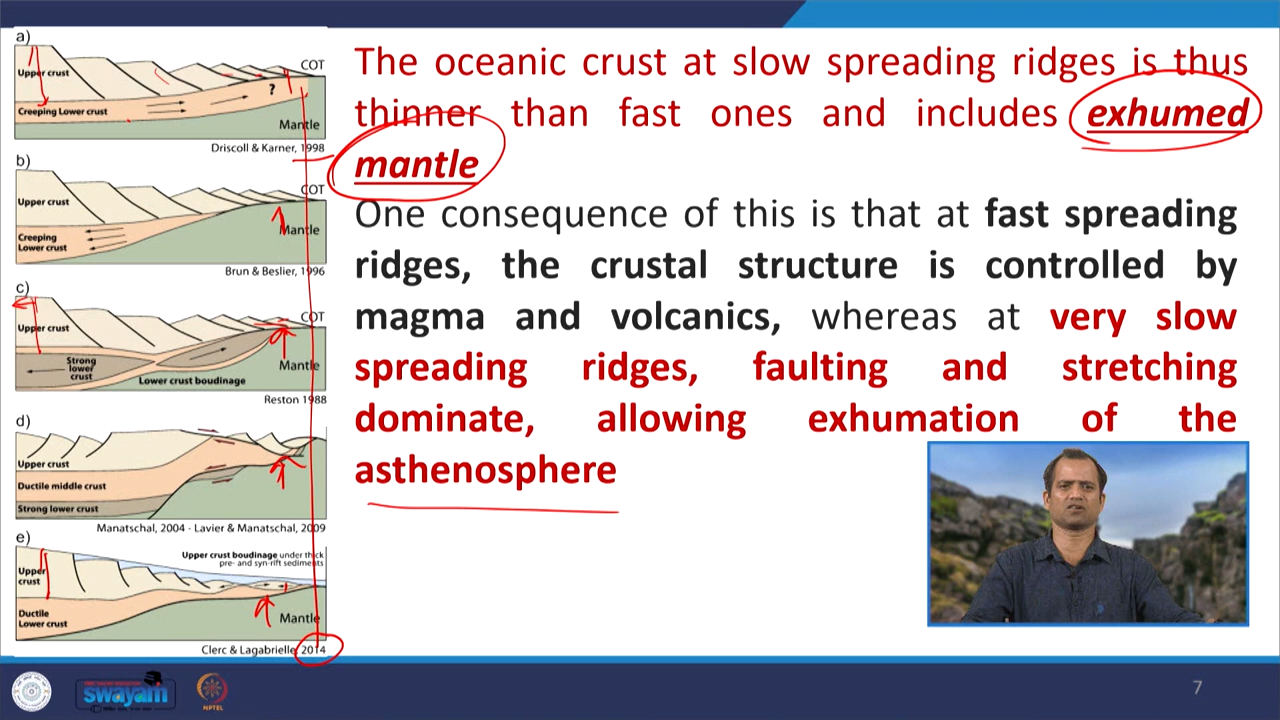 a)
COT
Upper crust
?
Creeping Lower crust
Mantle
Driscoll & Karner, 1998
b)
COT
Upper crust
Mantle
Creeping
Lower crust
Brun & Beslier, 1996
c)
COT
Upper crust
Strong
lower
crust
Mantle
Lower crust boudinage
Reston 1988
d)
Upper crust
Ductile middle crust
Strong lower crust
Manatschal, 2004 - Lavier & Manatschal, 2009
e)
Upper crust boudinage under thick
pre- and syn-rift sediments
Upper
crust
Ductile
Lower crust
Mantle
Clerc & Lagabrielle, 2014
The oceanic crust at slow spreading ridges is thus
thinner than fast ones and includes exhumed
mantle
One consequence of this is that at fast spreading
ridges, the crustal structure is controlled by
magma and volcanics, whereas at very slow
spreading ridges, faulting and stretching
dominate, allowing exhumation of the
asthenosphere
swayam
NPTEL
7